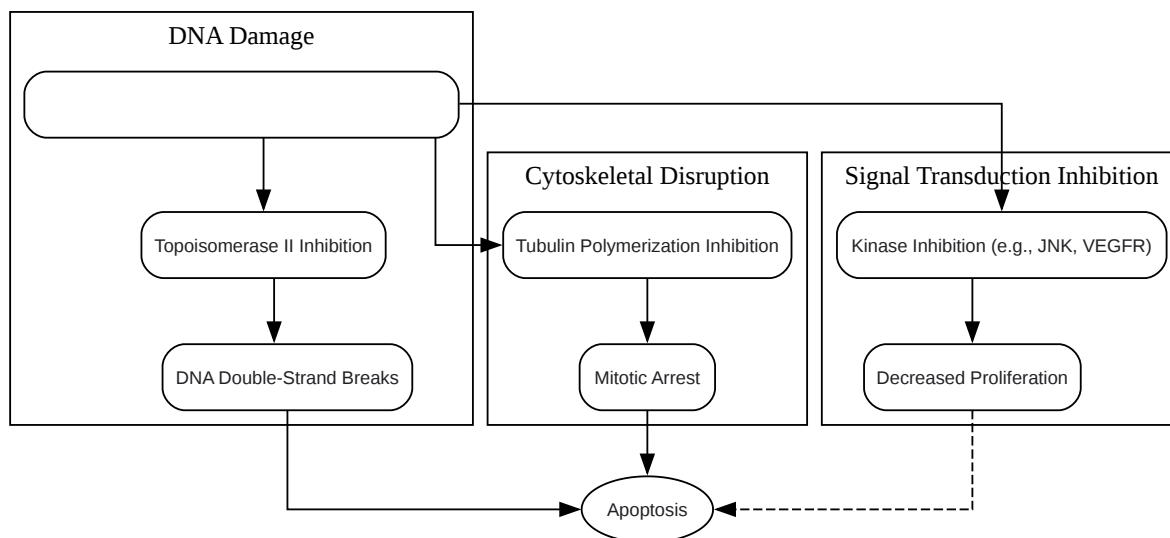 DNA Damage
Cytoskeletal Disruption
Signal Transduction Inhibition
Topoisomerase II Inhibition
Tubulin Polymerization Inhibition
Kinase Inhibition (e.g., JNK, VEGFR)
DNA Double-Strand Breaks
Mitotic Arrest
Decreased Proliferation
Apoptosis